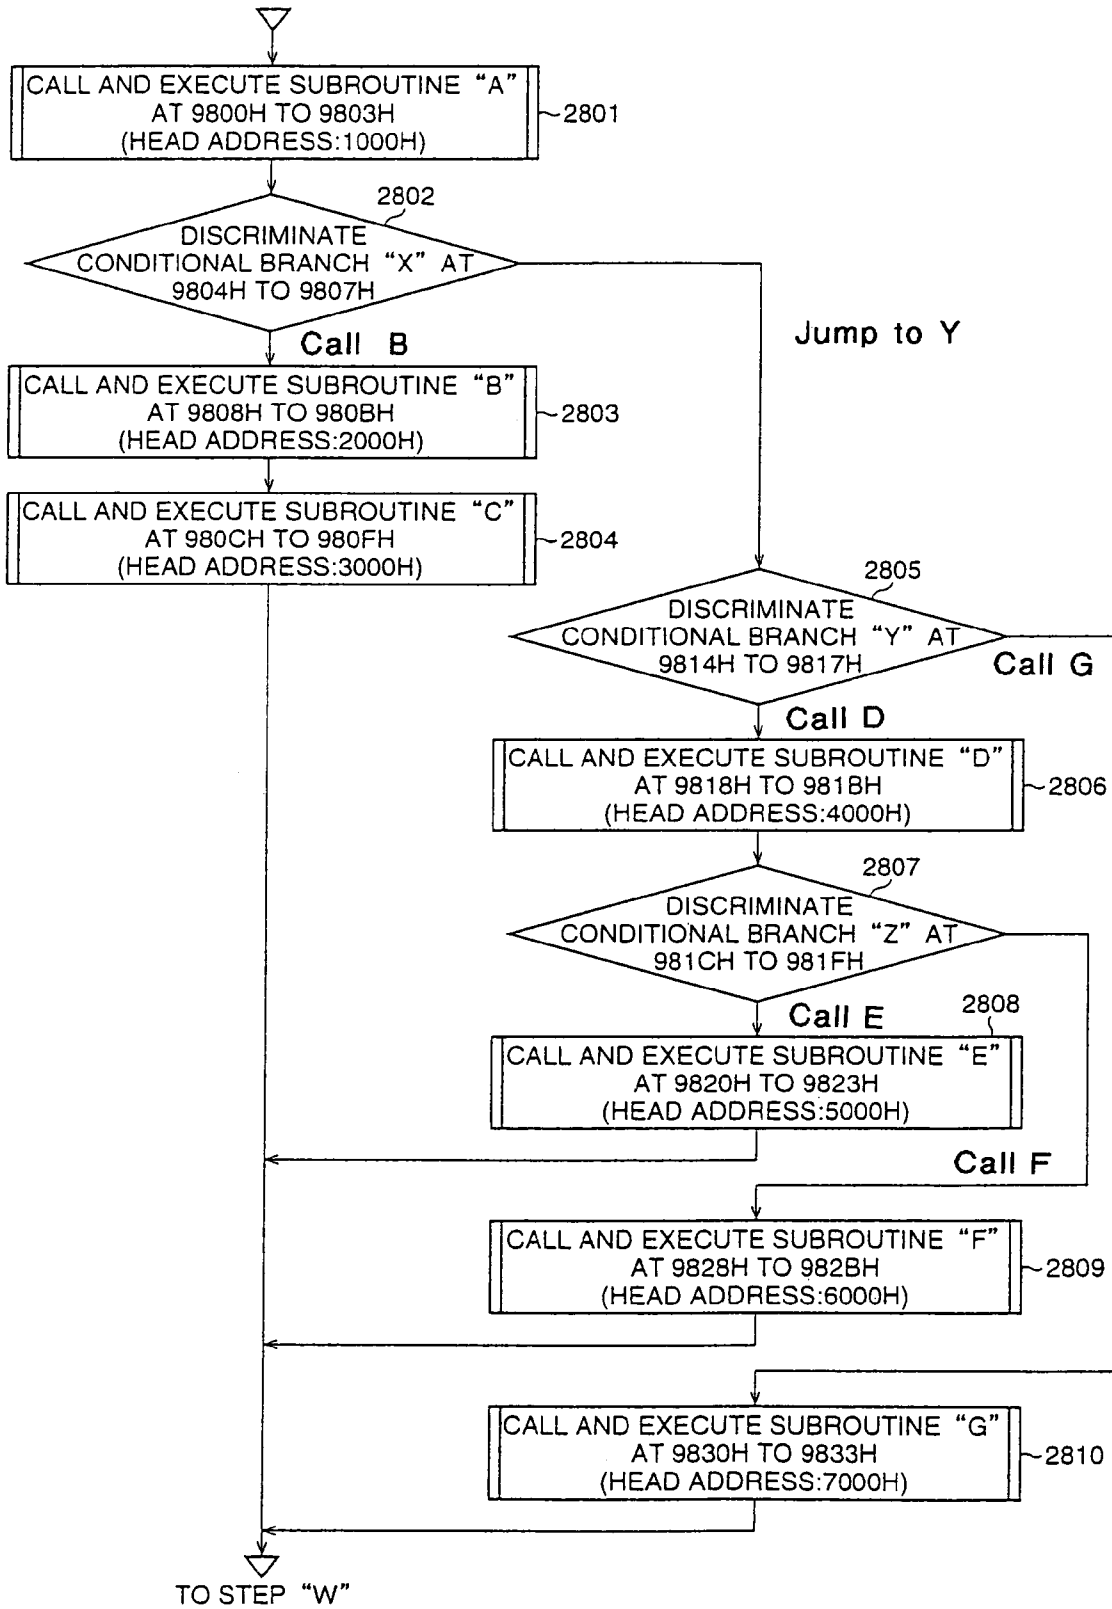 CALL AND EXECUTE SUBROUTINE "A"
AT 9800H TO 9803H
(HEAD ADDRESS:1000H)
2801
2802
DISCRIMINATE
CONDITIONAL BRANCH "X" AT
9804H TO 9807H
Call B
Jump to Y
CALL AND EXECUTE SUBROUTINE "B"
AT 9808H TO 980BH
(HEAD ADDRESS:2000H)
2803
CALL AND EXECUTE SUBROUTINE "C"
AT 980CH TO 980FH
(HEAD ADDRESS:3000H)
2804
2805
DISCRIMINATE
CONDITIONAL BRANCH "Y" AT
9814H TO 9817H
Call G
Call D
CALL AND EXECUTE SUBROUTINE "D"
AT 9818H TO 981BH
(HEAD ADDRESS:4000H)
2806
2807
DISCRIMINATE
CONDITIONAL BRANCH "Z" AT
981CH TO 981FH
Call E
2808
CALL AND EXECUTE SUBROUTINE "E"
AT 9820H TO 9823H
(HEAD ADDRESS:5000H)
Call F
CALL AND EXECUTE SUBROUTINE "F"
AT 9828H TO 982BH
(HEAD ADDRESS:6000H)
2809
CALL AND EXECUTE SUBROUTINE "G"
AT 9830H TO 9833H
(HEAD ADDRESS:7000H)
2810
TO STEP "W"